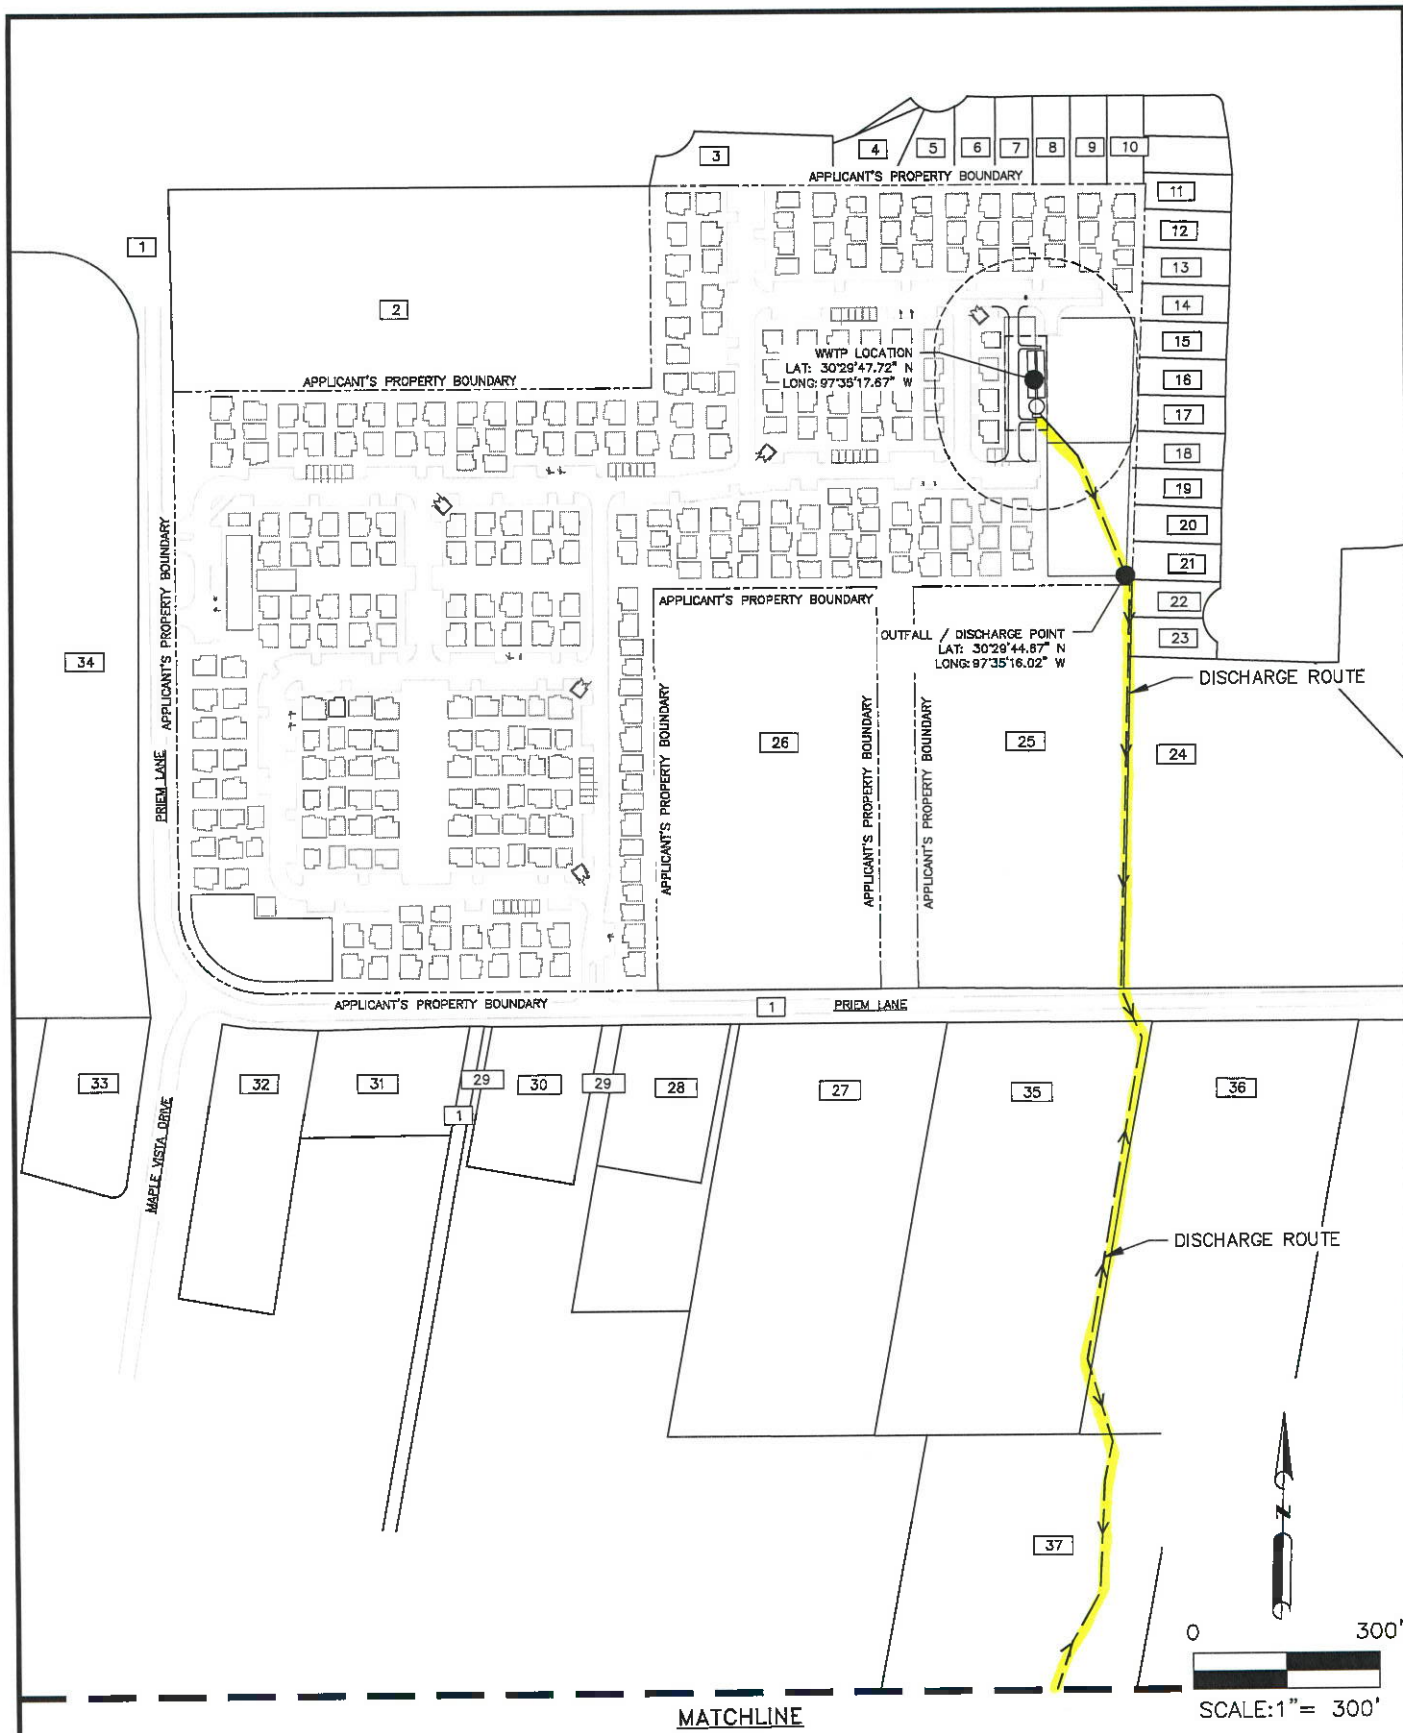 3
4
5
6
7
8
9
10
APPLICANT'S PROPERTY BOUNDARY
11
12
13
14
15
16
17
18
19
20
21
22
23
1
2
APPLICANT'S PROPERTY BOUNDARY
WWTP LOCATION
LAT: 30°29'47.72" N
LONG: 97°35'17.67" W
APPLICANT'S PROPERTY BOUNDARY
PRIEM LANE
34
APPLICANT'S PROPERTY BOUNDARY
OUTFALL / DISCHARGE POINT
LAT: 30°29'44.67" N
LONG: 97°35'16.02" W
DISCHARGE ROUTE
APPLICANT'S PROPERTY BOUNDARY
26
APPLICANT'S PROPERTY BOUNDARY
APPLICANT'S PROPERTY BOUNDARY
25
24
APPLICANT'S PROPERTY BOUNDARY
1
PRIEM LANE
33
32
31
29
30
29
28
27
35
36
1
MAPLE VISTA DRIVE
DISCHARGE ROUTE
37
N
0 300'
SCALE: 1" = 300'
MATCHLINE